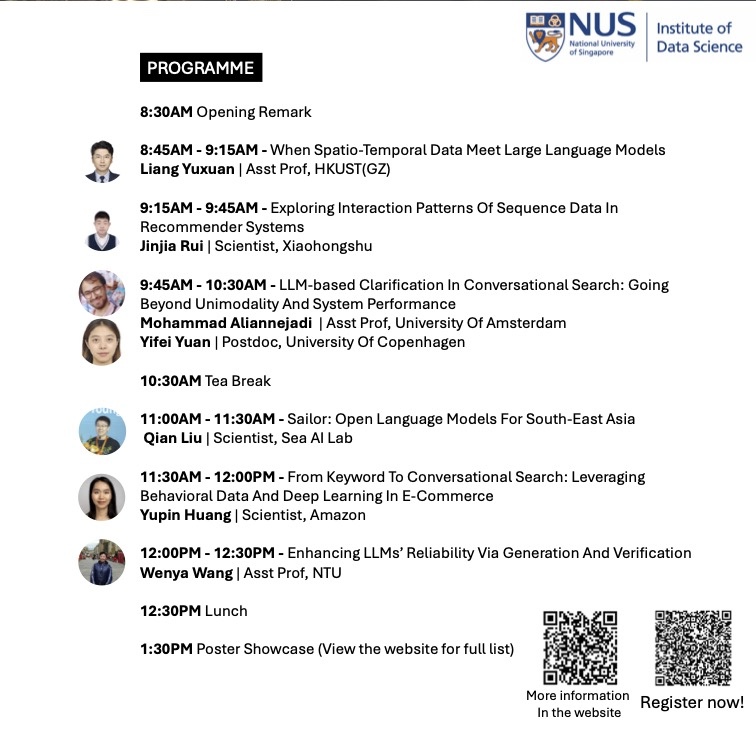 NUS
National University
of Singapore
Institute of
Data Science
PROGRAMME
8:30AM Opening Remark
8:45AM - 9:15AM - When Spatio-Temporal Data Meet Large Language Models
Liang Yuxuan | Asst Prof, HKUST(GZ)
9:15AM - 9:45AM - Exploring Interaction Patterns Of Sequence Data In
Recommender Systems
Jinjia Rui | Scientist, Xiaohongshu
9:45AM - 10:30AM - LLM-based Clarification In Conversational Search: Going
Beyond Unimodality And System Performance
Mohammad Aliannejadi | Asst Prof, University Of Amsterdam
Yifei Yuan | Postdoc, University Of Copenhagen
10:30AM Tea Break
11:00AM - 11:30AM - Sailor: Open Language Models For South-East Asia
Qian Liu | Scientist, Sea AI Lab
11:30AM - 12:00PM - From Keyword To Conversational Search: Leveraging
Behavioral Data And Deep Learning In E-Commerce
Yupin Huang | Scientist, Amazon
12:00PM - 12:30PM - Enhancing LLMs’ Reliability Via Generation And Verification
Wenya Wang | Asst Prof, NTU
12:30PM Lunch
1:30PM Poster Showcase (View the website for full list)
More information
In the website
Register now!